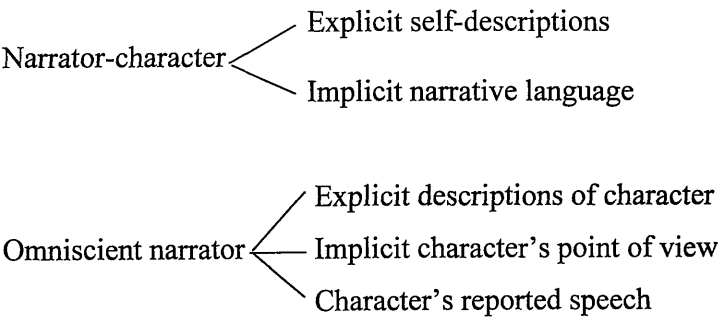 Explicit self-descriptions
Narrator-character
Implicit narrative language
Explicit descriptions of character
Omniscient narrator
Implicit character’s point of view
Character’s reported speech